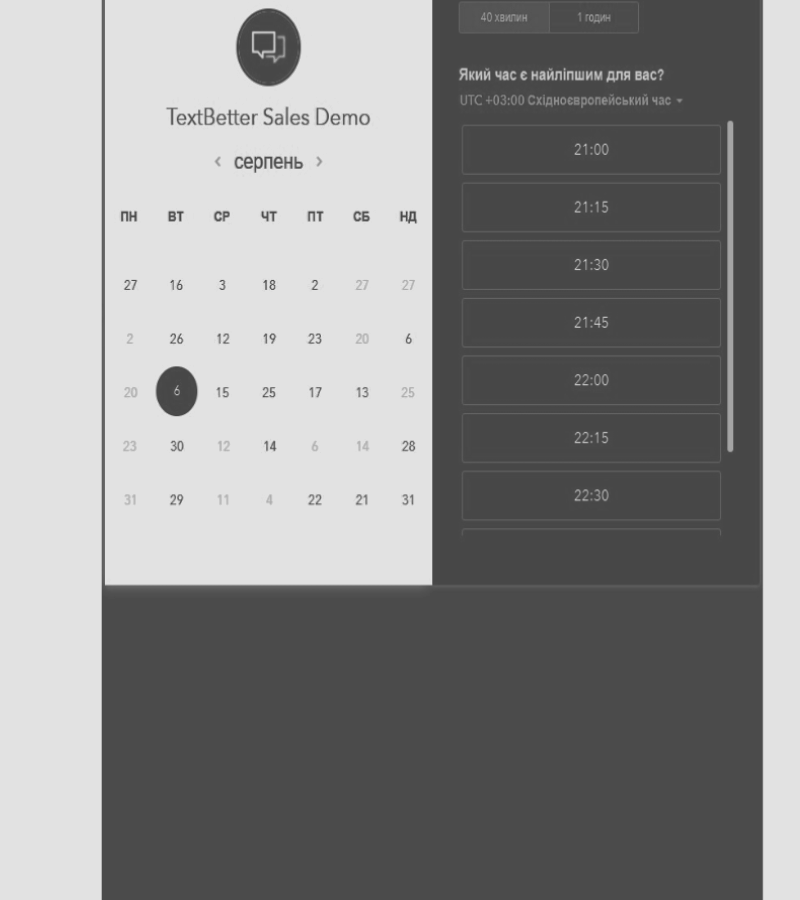 TextBetter Sales Demo
‹ серпень ›
ПН ВТ СР ЧТ ПТ СБ НД
27 16 3 18 2 27 27
2 26 12 19 23 20 6
20 6 15 25 17 13 25
23 30 12 14 6 14 28
31 29 11 4 22 21 31
40 хвилин 1 годин
Який час є найліпшим для вас?
UTC +03:00 Східноєвропейський час
21:00
21:15
21:30
21:45
22:00
22:15
22:30